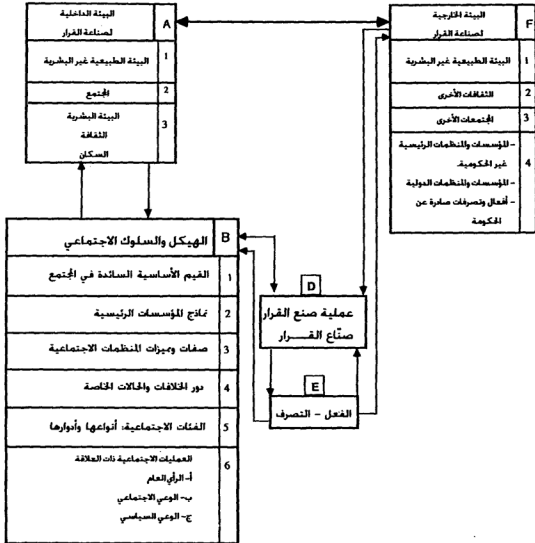 البيئة الداخلية
لصناعة القرار
A
1 البيئة الطبيعية غير البشرية
2 المجتمع
3 البيئة البشرية
الثقافة
السكان
البيئة الخارجية
لصناعة القرار
F
1 البيئة الطبيعية غير البشرية
2 الثقافات الأخرى
3 المجتمعات الأخرى
4 – المؤسسات والمنظمات الرئيسية
غير الحكومية.
– المؤسسات والمنظمات الدولية
– أفعال وتصرفات صادرة عن
الحكومة
B الهيكل والسلوك الاجتماعي
1 القيم الأساسية السائدة في المجتمع
2 نماذج المؤسسات الرئيسية
3 صفات وميزات المنظمات الاجتماعية
4 دور الخلافات والحالات الخاصة
5 الفئات الاجتماعية: أنواعها وأدوارها
6 العمليات الاجتماعية ذات العلاقة
أ– الرأي العام
ب– الوعي الاجتماعي
ج– الوعي السياسي
D
عملية صنع القرار
صنّاع القـــرار
E
الفعل – التصرف